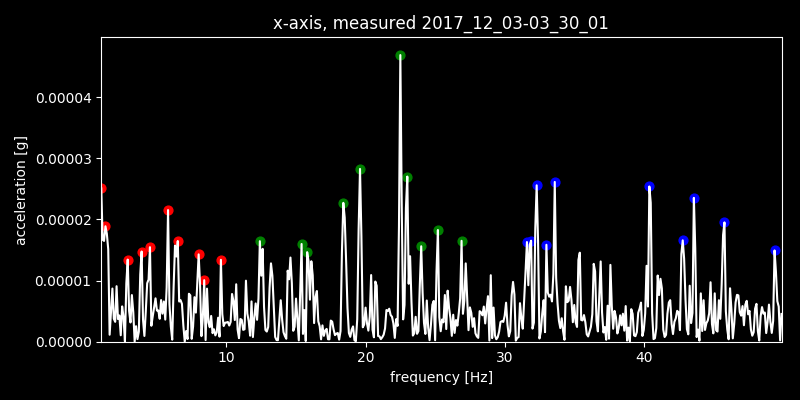 x-axis, measured 2017_12_03-03_30_01
acceleration [g]
0.00004
0.00003
0.00002
0.00001
0.00000
10 20 30 40
frequency [Hz]